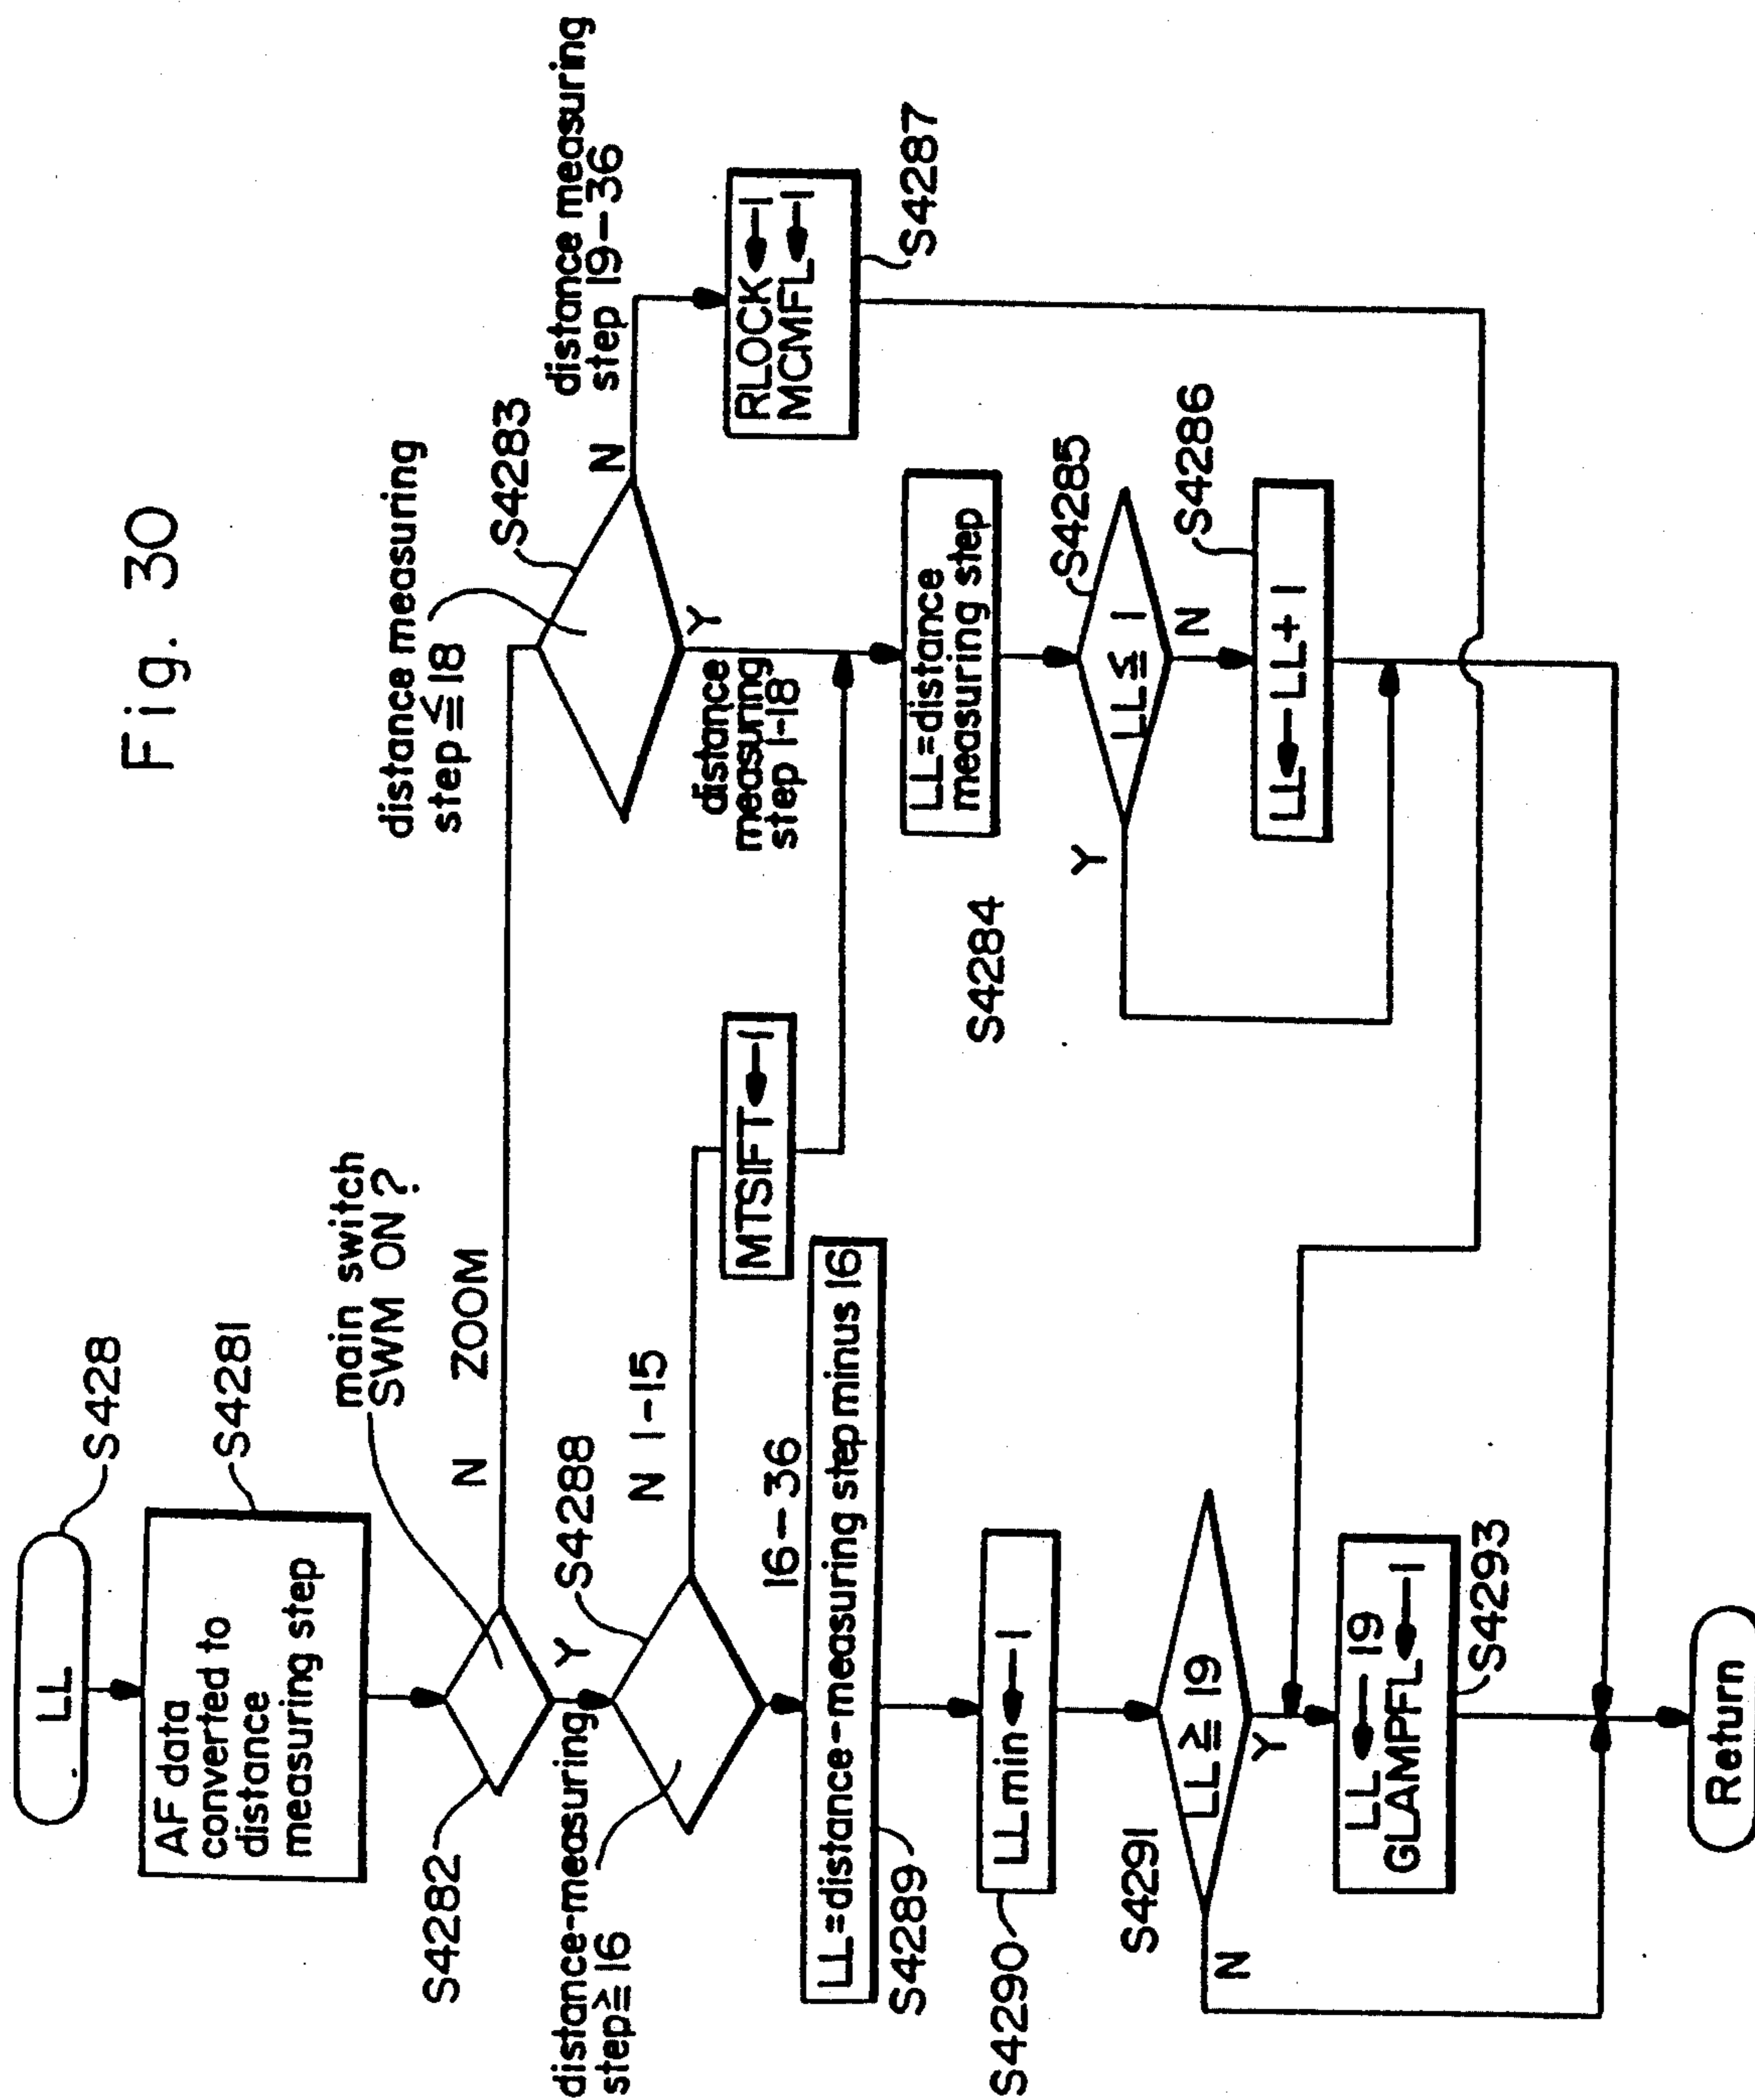 Fig. 30
LL
S428
AF data
converted to
distance
measuring step
S4281
main switch
SWM ON ?
S4282
N ZOOM
Y
distance measuring
step ≦ 18
S4283
N
distance measuring
step 19-36
Y
distance
measuring
step 1-18
RLOCK ← 1
MCMFL ← 1
S4287
distance-measuring
step ≧ 16
S4288
N 1-15
MTSIFT ← 1
16-36
LL = distance-measuring step minus 16
S4289
LL = distance
measuring step
S4284
LL ≦ 1
S4285
Y
N
LL ← LL + 1
S4286
LL min ← 1
S4290
LL ≧ 19
S4291
N
Y
LL ← 19
GLAMPFL ← 1
S4293
Return